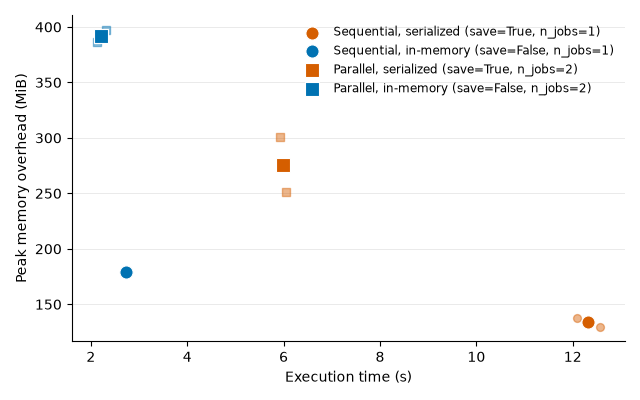 400
350
300
250
200
150
Peak memory overhead (MiB)
Sequential, serialized (save=True, n_jobs=1)
Sequential, in-memory (save=False, n_jobs=1)
Parallel, serialized (save=True, n_jobs=2)
Parallel, in-memory (save=False, n_jobs=2)
2 4 6 8 10 12
Execution time (s)